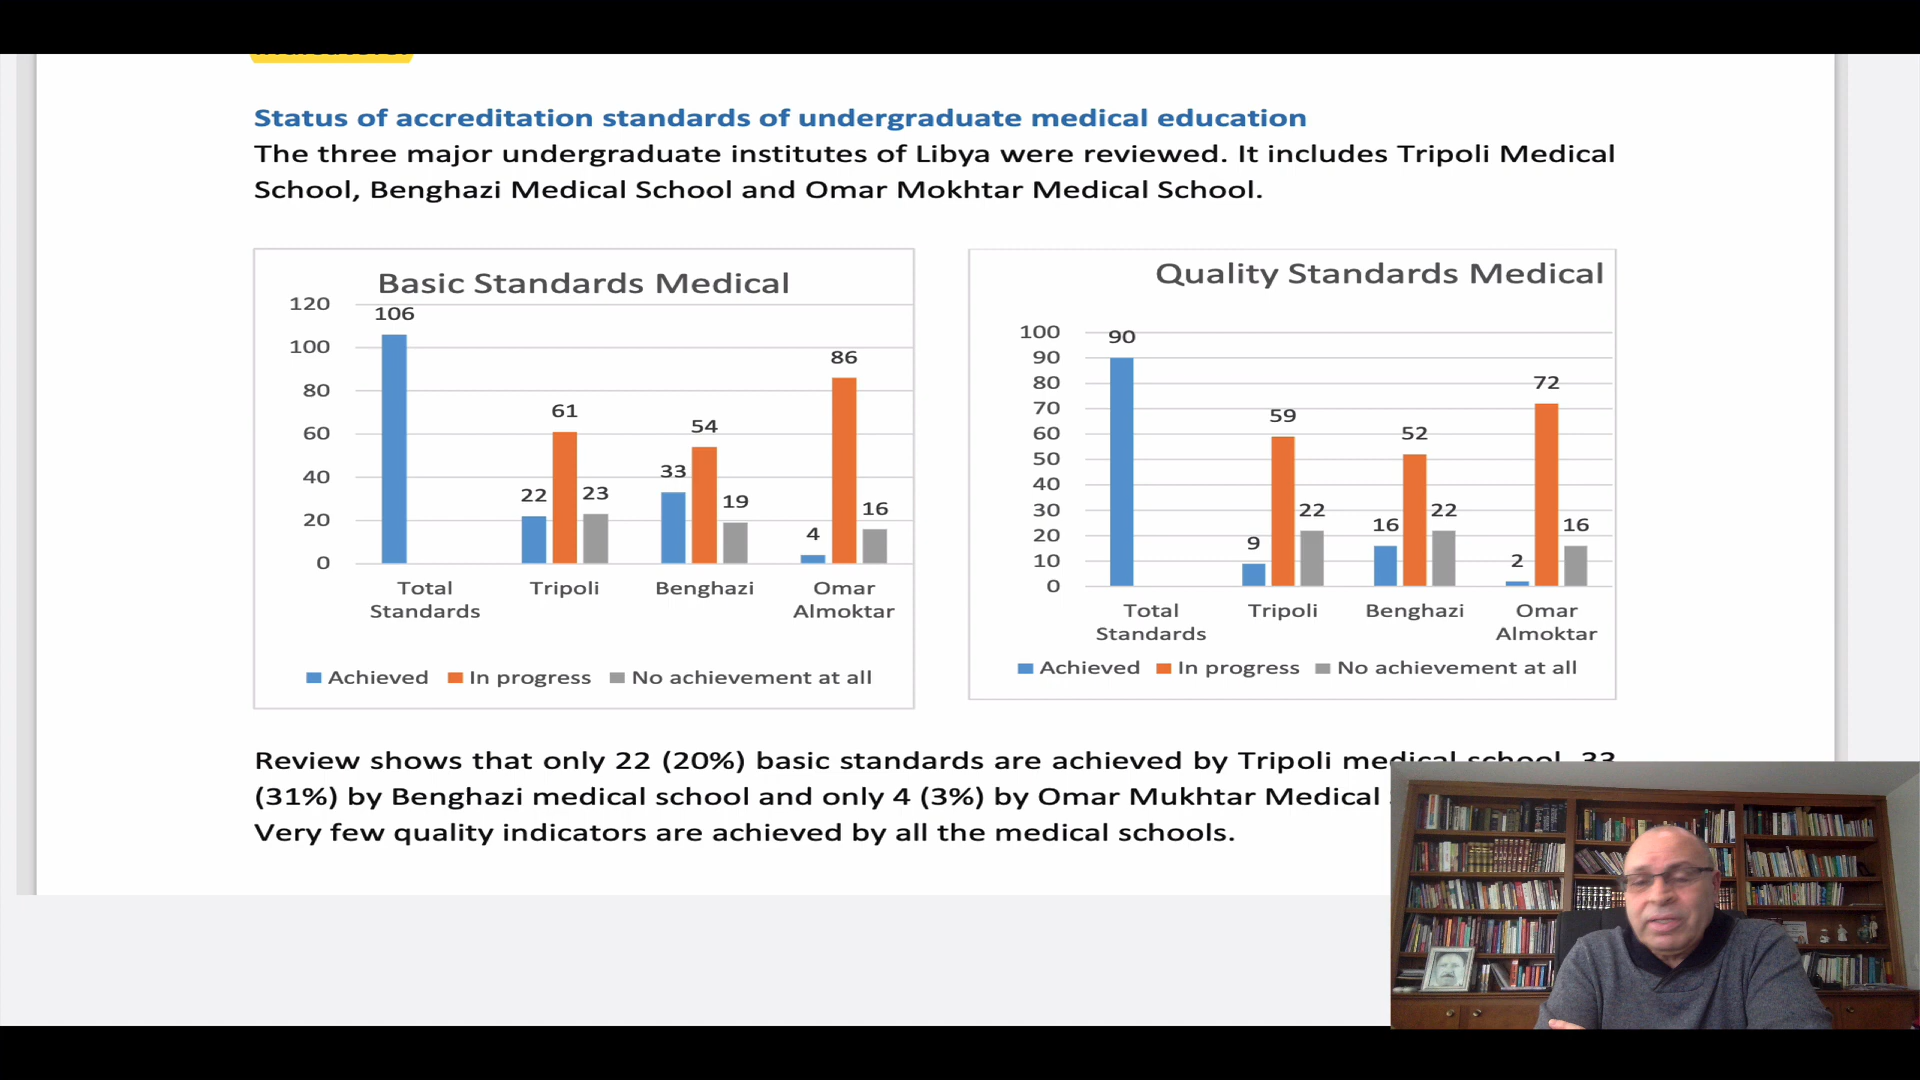 Status of accreditation standards of undergraduate medical education
The three major undergraduate institutes of Libya were reviewed. It includes Tripoli Medical
School, Benghazi Medical School and Omar Mokhtar Medical School.
Basic Standards Medical
120
100
80
60
40
20
0
106
22
61
23
33
54
19
4
86
16
Total
Standards
Tripoli
Benghazi
Omar
Almoktar
Achieved In progress No achievement at all
Quality Standards Medical
100
90
80
70
60
50
40
30
20
10
0
90
9
59
22
16
52
22
2
72
16
Total
Standards
Tripoli
Benghazi
Omar
Almoktar
Achieved In progress No achievement at all
Review shows that only 22 (20%) basic standards are achieved by Tripoli medical school, 33
(31%) by Benghazi medical school and only 4 (3%) by Omar Mukhtar Medical
Very few quality indicators are achieved by all the medical schools.